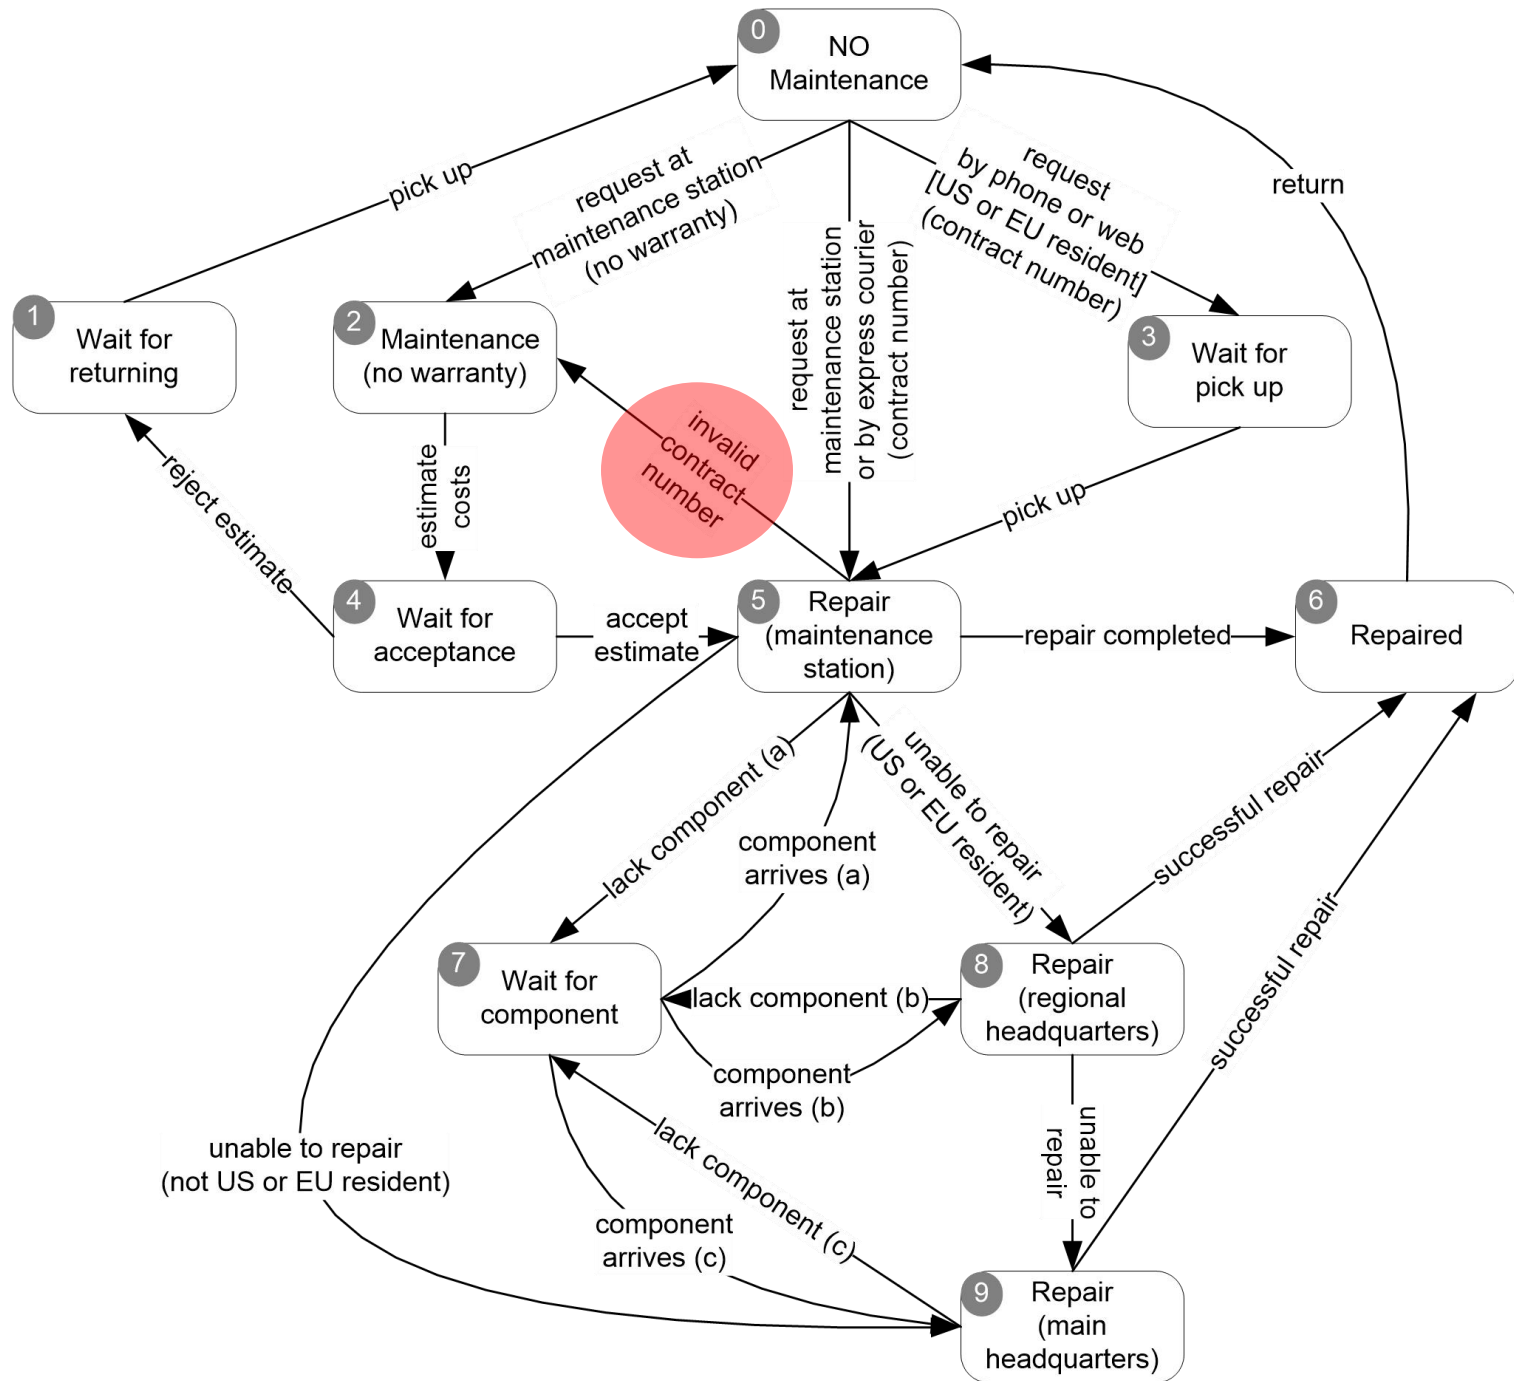 0
NO
Maintenance
pick up
request at
maintenance station
(no warranty)
request at
maintenance station
or by express courier
(contract number)
request
by phone or web
[US or EU resident]
(contract number)
return
1
Wait for
returning
2
Maintenance
(no warranty)
3
Wait for
pick up
reject estimate
estimate
costs
invalid
contract
number
pick up
4
Wait for
acceptance
accept
estimate
5
Repair
(maintenance
station)
repair completed
6
Repaired
lack component (a)
component
arrives (a)
unable to repair
(US or EU resident)
successful repair
successful repair
7
Wait for
component
lack component (b)
component
arrives (b)
8
Repair
(regional
headquarters)
unable to repair
(not US or EU resident)
component
arrives (c)
lack component (c)
unable to
repair
9
Repair
(main
headquarters)